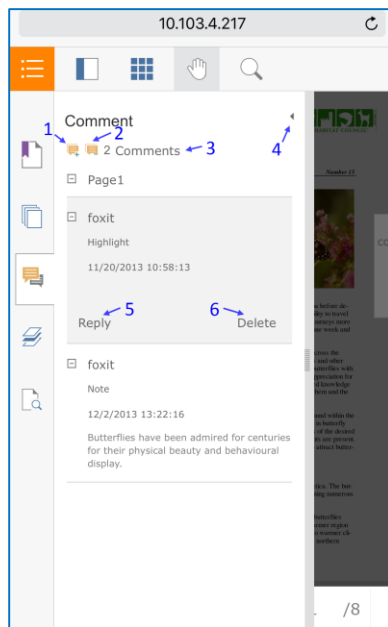 10.103.4.217
Comment
1
2
2 Comments
3
4
Page1
foxit
Highlight
11/20/2013 10:58:13
5
6
Reply
Delete
foxit
Note
12/2/2013 13:22:16
Butterflies have been admired for centuries
for their physical beauty and behavioural
display.
Number 15
/8